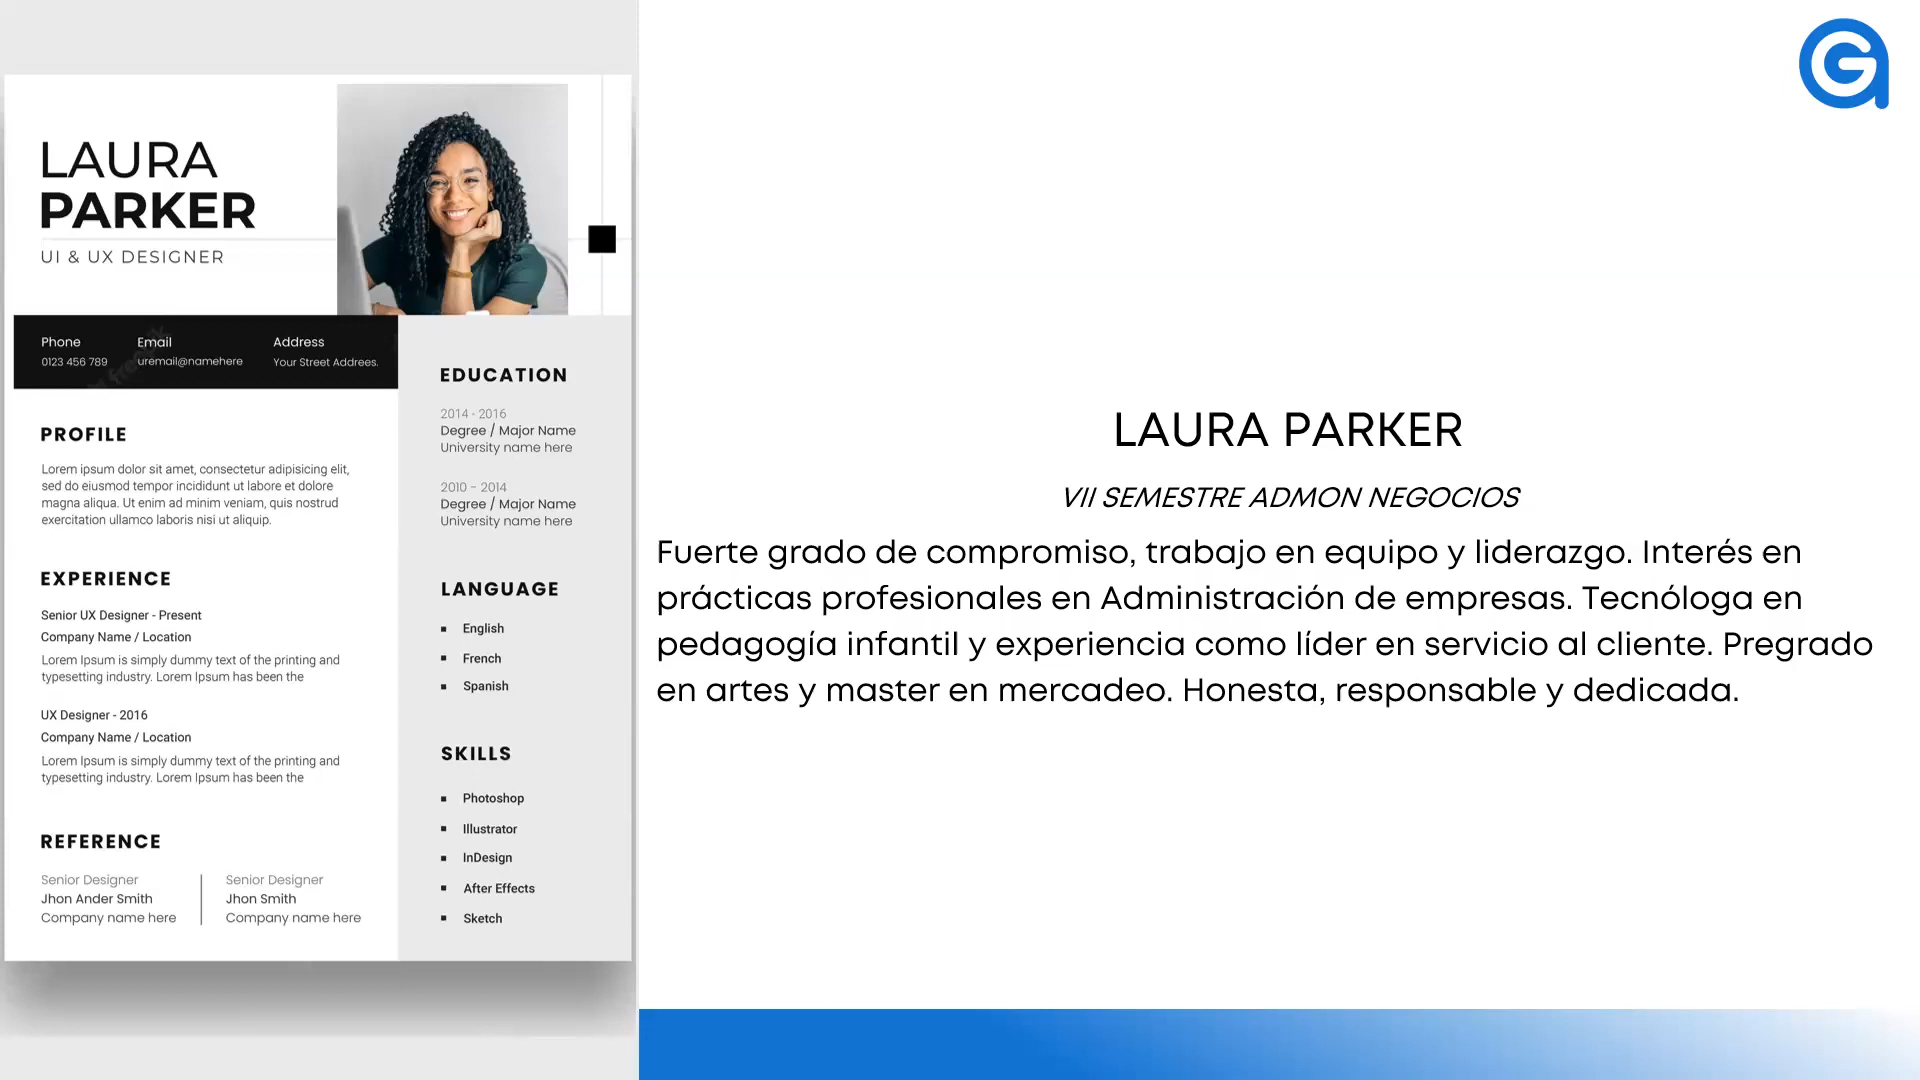 LAURA
PARKER
UI & UX DESIGNER
Phone
0123 456 789
Email
uremail@namehere
Address
Your Street Addrees.
PROFILE
Lorem ipsum dolor sit amet, consectetur adipisicing elit,
sed do eiusmod tempor incididunt ut labore et dolore
magna aliqua. Ut enim ad minim veniam, quis nostrud
exercitation ullamco laboris nisi ut aliquip.
EXPERIENCE
Senior UX Designer - Present
Company Name / Location
Lorem Ipsum is simply dummy text of the printing and
typesetting industry. Lorem Ipsum has been the
UX Designer - 2016
Company Name / Location
Lorem Ipsum is simply dummy text of the printing and
typesetting industry. Lorem Ipsum has been the
REFERENCE
Senior Designer
Jhon Ander Smith
Company name here
Senior Designer
Jhon Smith
Company name here
EDUCATION
2014 - 2016
Degree / Major Name
University name here
2010 - 2014
Degree / Major Name
University name here
LANGUAGE
English
French
Spanish
SKILLS
Photoshop
Illustrator
InDesign
After Effects
Sketch
LAURA PARKER
VII SEMESTRE ADMON NEGOCIOS
Fuerte grado de compromiso, trabajo en equipo y liderazgo. Interés en
prácticas profesionales en Administración de empresas. Tecnóloga en
pedagogía infantil y experiencia como líder en servicio al cliente. Pregrado
en artes y master en mercadeo. Honesta, responsable y dedicada.